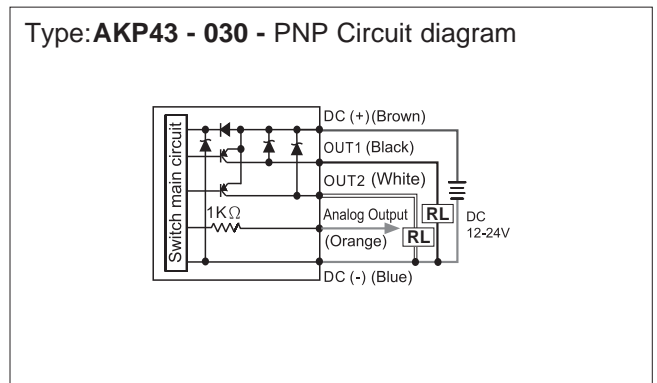 Type:AKP43 - 030 - PNP Circuit diagram
DC (+)(Brown)
OUT1 (Black)
OUT2 (White)
Switch main circuit
1KΩ
Analog Output
(Orange)
RL
RL
DC
12-24V
DC (-) (Blue)